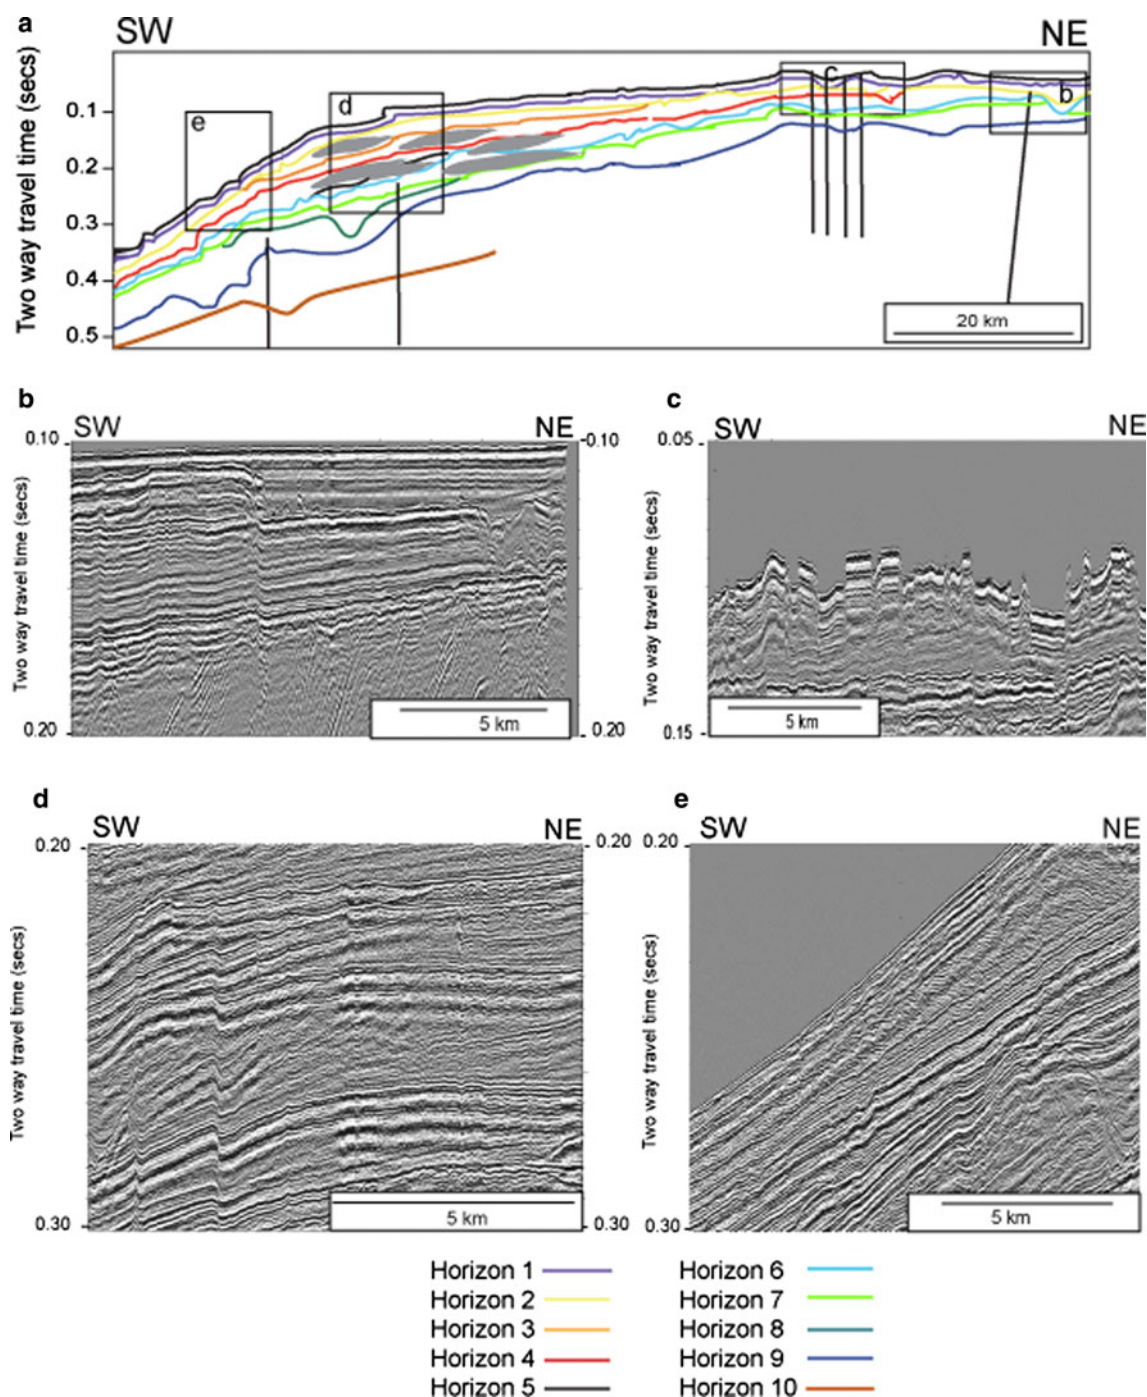 a
SW NE
Two way travel time (secs)
0.1
0.2
0.3
0.4
0.5
e
d
c
b
20 km
b
SW NE
0.10 0.10
Two way travel time (secs)
5 km
0.20 0.20
c
SW NE
0.05
Two way travel time (secs)
5 km
0.15
d
SW NE
0.20 0.20
Two way travel time (secs)
5 km
0.30 0.30
e
SW NE
0.20
Two way travel time (secs)
5 km
0.30
Horizon 1 Horizon 6
Horizon 2 Horizon 7
Horizon 3 Horizon 8
Horizon 4 Horizon 9
Horizon 5 Horizon 10